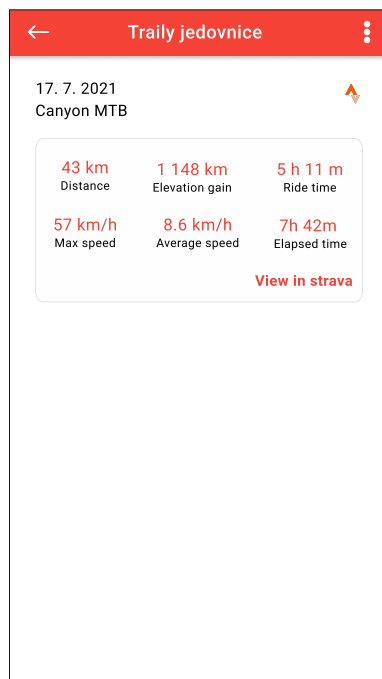 Traily jedovnice
17. 7. 2021
Canyon MTB
43 km 1 148 km 5 h 11 m
Distance Elevation gain Ride time
57 km/h 8.6 km/h 7h 42m
Max speed Average speed Elapsed time
View in strava